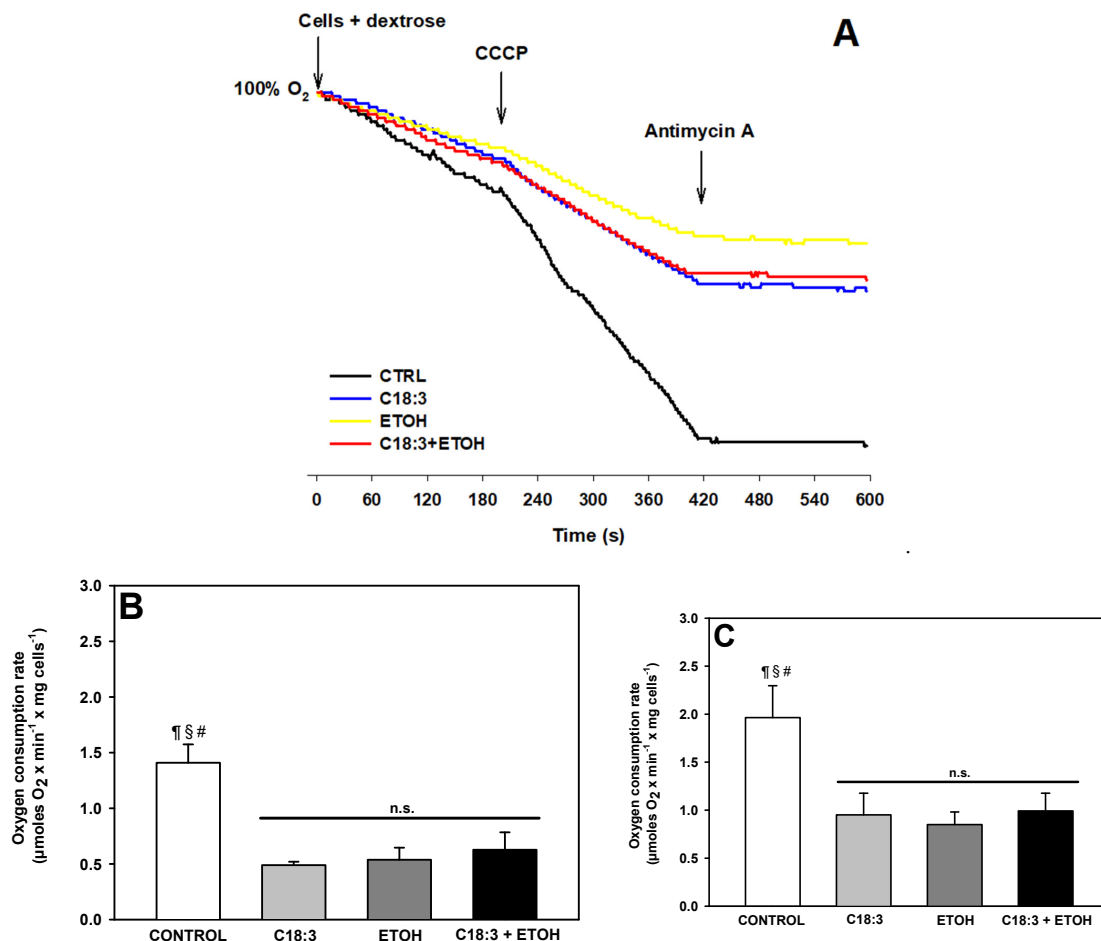 Cells + dextrose
A
CCCP
100% O2
Antimycin A
CTRL
C18:3
ETOH
C18:3+ETOH
0 60 120 180 240 300 360 420 480 540 600
Time (s)
B
Oxygen consumption rate
(µmoles O2 x min-1 x mg cells-1)
3.0
2.5
2.0
1.5
1.0
0.5
0.0
¶ § #
n.s.
CONTROL C18:3 ETOH C18:3 + ETOH
C
Oxygen consumption rate
(µmoles O2 x min-1 x mg cells-1)
3.0
2.5
2.0
1.5
1.0
0.5
0.0
¶ § #
n.s.
CONTROL C18:3 ETOH C18:3 + ETOH